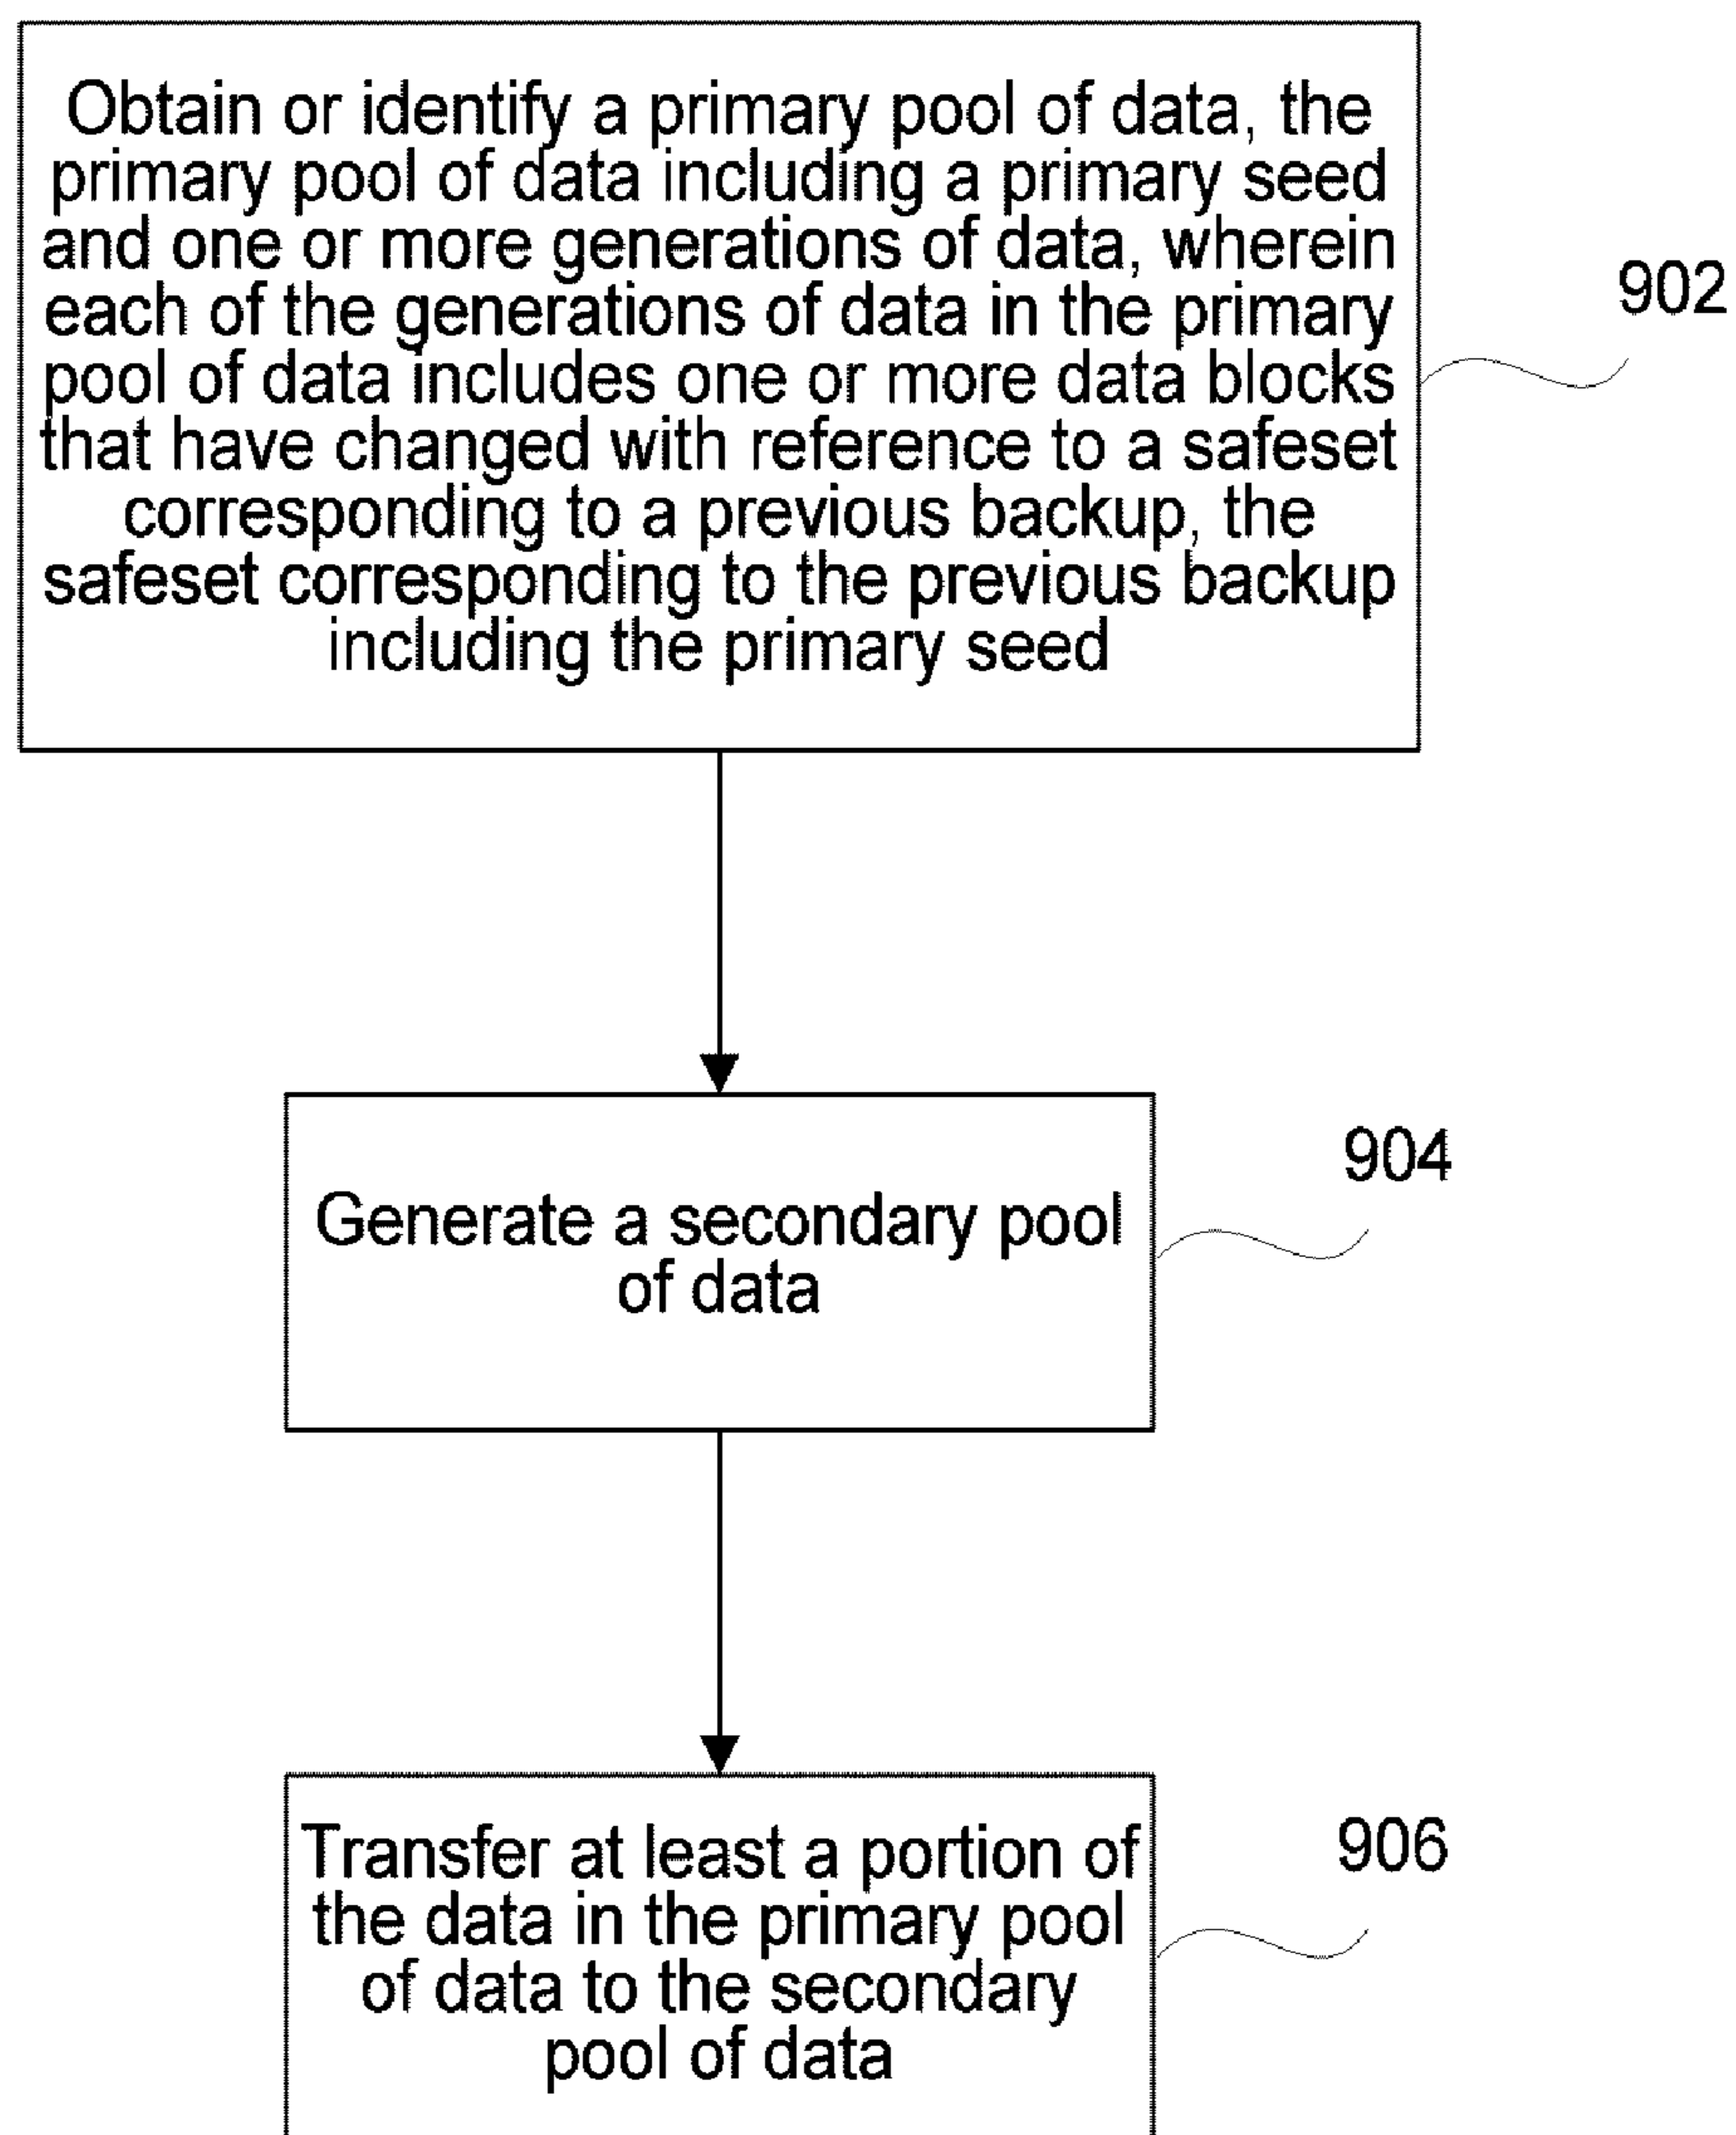 Obtain or identify a primary pool of data, the
primary pool of data including a primary seed
and one or more generations of data, wherein
each of the generations of data in the primary
pool of data includes one or more data blocks
that have changed with reference to a safeset
corresponding to a previous backup, the
safeset corresponding to the previous backup
including the primary seed
902
Generate a secondary pool
of data
904
Transfer at least a portion of
the data in the primary pool
of data to the secondary
pool of data
906